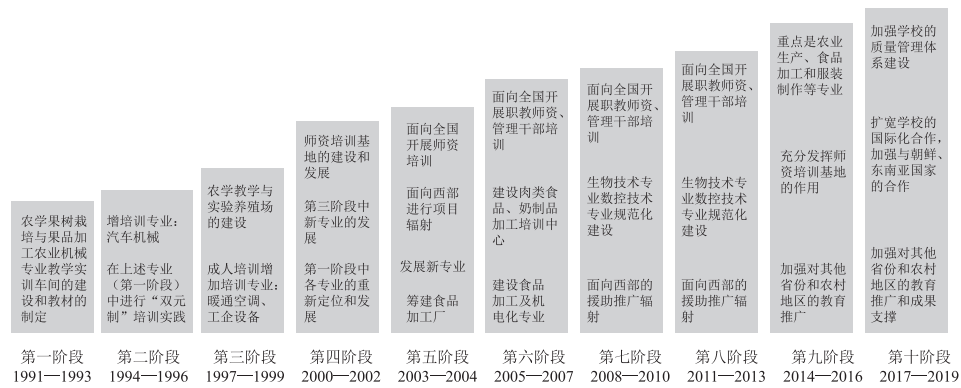 农学果树栽
培与果品加
工农业机械
专业教学实
训车间的建
设和教材的
制定
第一阶段
1991—1993
增培训专业：
汽车机械
在上述专业
（第一阶段）
中进行“双元
制”培训实践
第二阶段
1994—1996
农学教学与
实验养殖场
的建设
成人培训增
加培训专业：
暖通空调、
工企设备
第三阶段
1997—1999
师资培训基
地的建设和
发展
第三阶段中
新专业的发
展
第一阶段中
各专业的重
新定位和发
展
第四阶段
2000—2002
面向全国
开展师资
培训
面向西部
进行项目
辐射
发展新专业
筹建食品
加工厂
第五阶段
2003—2004
面向全国开
展职教师资、
管理干部培
训
建设肉类食
品、奶制品
加工培训中
心
建设食品
加工及机
电化专业
第六阶段
2005—2007
面向全国开
展职教师资、
管理干部培
训
生物技术专
业数控技术
专业规范化
建设
面向西部的
援助推广辐
射
第七阶段
2008—2010
面向全国开
展职教师资、
管理干部培
训
生物技术专
业数控技术
专业规范化
建设
面向西部的
援助推广辐
射
第八阶段
2011—2013
重点是农业
生产、食品
加工和服装
制作等专业
充分发挥师
资培训基地
的作用
加强对其他
省份和农村
地区的教育
推广
第九阶段
2014—2016
加强学校的
质量管理体
系建设
扩宽学校的
国际化合作，
加强与朝鲜、
东南亚国家
的合作
加强对其他
省份和农村
地区的教育
推广和成果
支撑
第十阶段
2017—2019